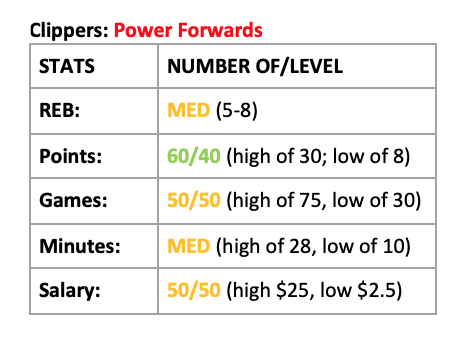 Clippers: Power Forwards
STATS NUMBER OF/LEVEL
REB: MED (5-8)
Points: 60/40 (high of 30; low of 8)
Games: 50/50 (high of 75, low of 30)
Minutes: MED (high of 28, low of 10)
Salary: 50/50 (high $25, low $2.5)